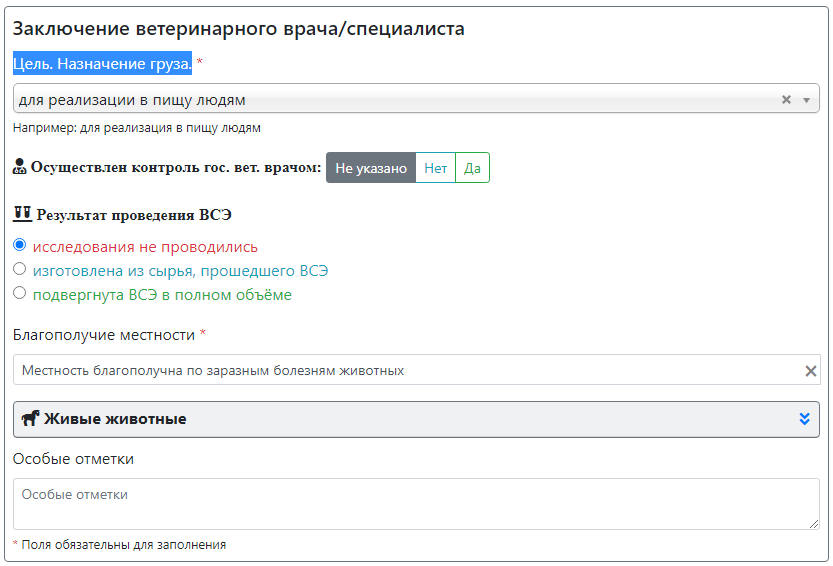 Заключение ветеринарного врача/специалиста
Цель. Назначение груза. *
для реализации в пищу людям
Например: для реализация в пищу людям
Осуществлен контроль гос. вет. врачом: Не указано Нет Да
Результат проведения ВСЭ
исследования не проводились
изготовлена из сырья, прошедшего ВСЭ
подвергнута ВСЭ в полном объёме
Благополучие местности *
Местность благополучна по заразным болезням животных
Живые животные
Особые отметки
Особые отметки
* Поля обязательны для заполнения